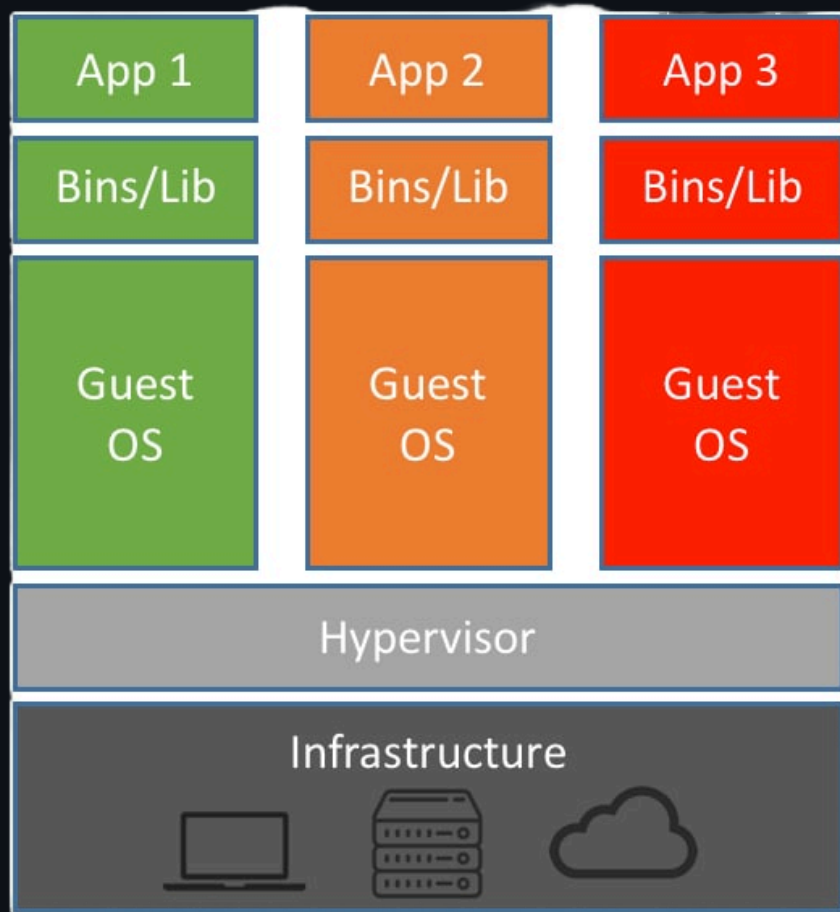 App 1
App 2
App 3
Bins/Lib
Bins/Lib
Bins/Lib
Guest
OS
Guest
OS
Guest
OS
Hypervisor
Infrastructure